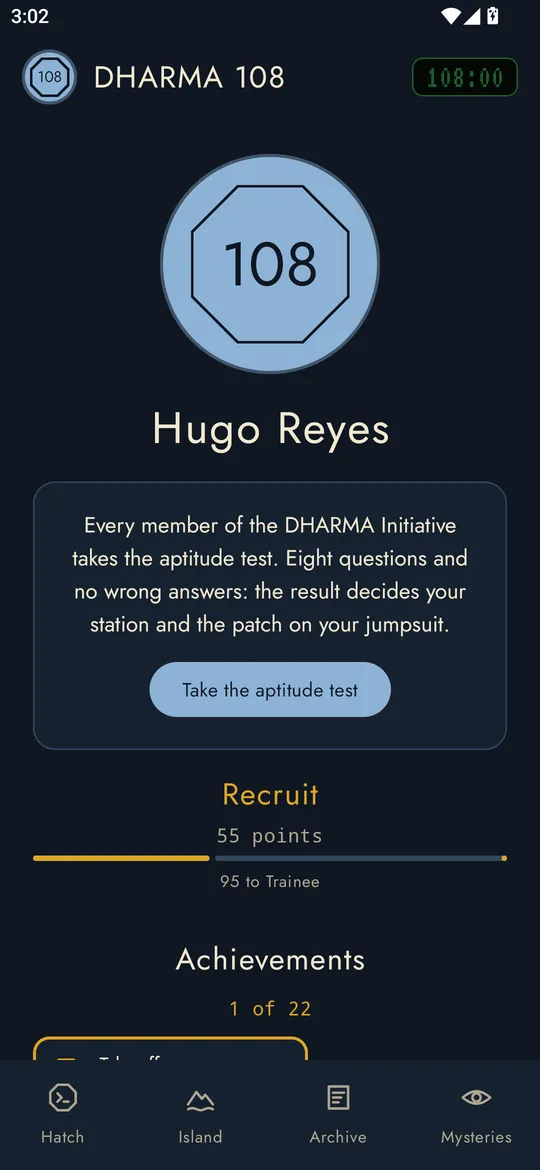 3:02
108
DHARMA 108
108:00
108
Hugo Reyes
Every member of the DHARMA Initiative
takes the aptitude test. Eight questions and
no wrong answers: the result decides your
station and the patch on your jumpsuit.
Take the aptitude test
Recruit
55 points
95 to Trainee
Achievements
1 of 22
Hatch
Island
Archive
Mysteries